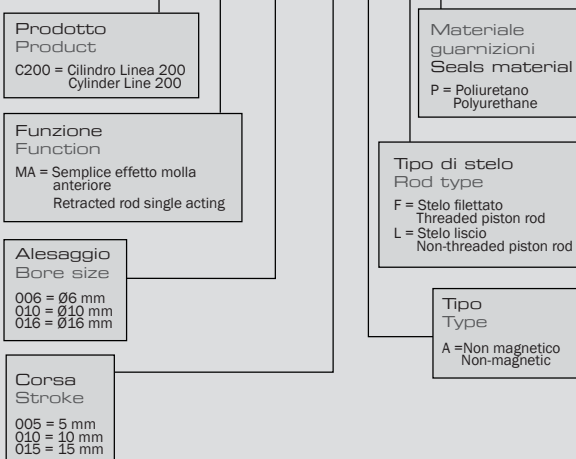 Prodotto
Product
C200 = Cilindro Linea 200
Cylinder Line 200
Funzione
Function
MA = Semplice effetto molla
anteriore
Retracted rod single acting
Alesaggio
Bore size
006 = Ø6 mm
010 = Ø10 mm
016 = Ø16 mm
Corsa
Stroke
005 = 5 mm
010 = 10 mm
015 = 15 mm
Materiale
guarnizioni
Seals material
P = Poliuretano
Polyurethane
Tipo di stelo
Rod type
F = Stelo filettato
Threaded piston rod
L = Stelo liscio
Non-threaded piston rod
Tipo
Type
A =Non magnetico
Non-magnetic